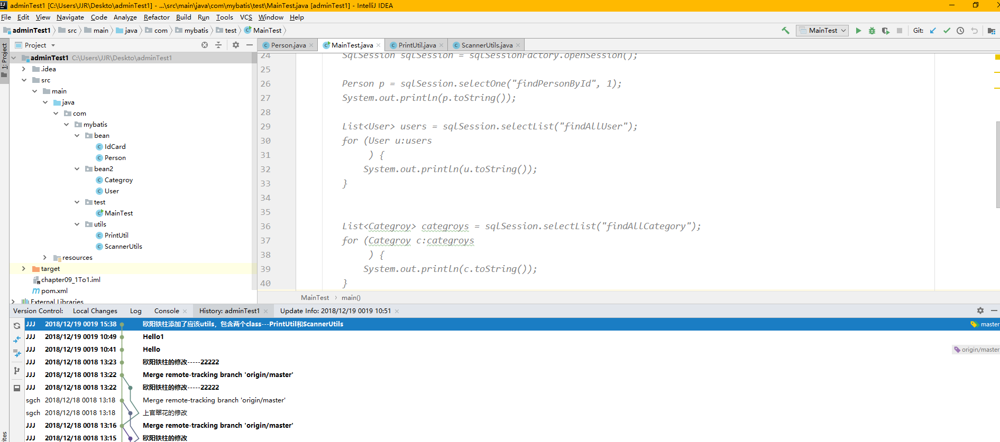 adminTest1 [C:\Users\JJR\Deskto\adminTest1] - ...\src\main\java\com\mybatis\test\MainTest.java [adminTest1] - IntelliJ IDEA
File Edit View Navigate Code Analyze Refactor Build Run Tools VCS Window Help
adminTest1 src main java com mybatis test MainTest MainTest Git:
1: Project
Project
Person.java MainTest.java PrintUtil.java ScannerUtils.java
adminTest1 C:\Users\JJR\Deskto\adminTest1
.idea
src
main
java
com
mybatis
bean
IdCard
Person
bean2
Categroy
User
test
MainTest
utils
PrintUtil
ScannerUtils
resources
target
chapter09_1To1.iml
pom.xml
External Libraries
24 SqlSession sqlSession = sqlSessionFactory.openSession();
25
26 Person p = sqlSession.selectOne("findPersonById", 1);
27 System.out.println(p.toString());
28
29 List<User> users = sqlSession.selectList("findAllUser");
30 for (User u:users
31 ) {
32 System.out.println(u.toString());
33 }
34
35
36 List<Categroy> categroys = sqlSession.selectList("findAllCategory");
37 for (Categroy c:categroys
38 ) {
39 System.out.println(c.toString());
40 }
MainTest main()
Version Control: Local Changes Log Console History: adminTest1 Update Info: 2018/12/19 0019 10:51
JJJ 2018/12/19 0019 15:38 欧阳铁柱添加了应该utils，包含两个class---PrintUtil和ScannerUtils master
JJJ 2018/12/19 0019 10:49 Hello1
JJJ 2018/12/19 0019 10:41 Hello origin/master
JJJ 2018/12/18 0018 13:23 欧阳铁柱的修改-----22222
JJJ 2018/12/18 0018 13:22 Merge remote-tracking branch 'origin/master'
JJJ 2018/12/18 0018 13:22 欧阳铁柱的修改-----22222
sgch 2018/12/18 0018 13:18 Merge remote-tracking branch 'origin/master'
sgch 2018/12/18 0018 13:18 上官翠花的修改
JJJ 2018/12/18 0018 13:16 Merge remote-tracking branch 'origin/master'
JJJ 2018/12/18 0018 13:15 欧阳铁柱的修改